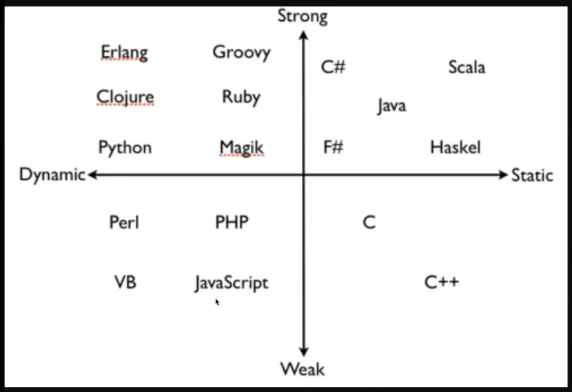 Strong
Erlang Groovy C# Scala
Clojure Ruby Java
Python Magik F# Haskel
Dynamic Static
Perl PHP C
VB JavaScript C++
Weak